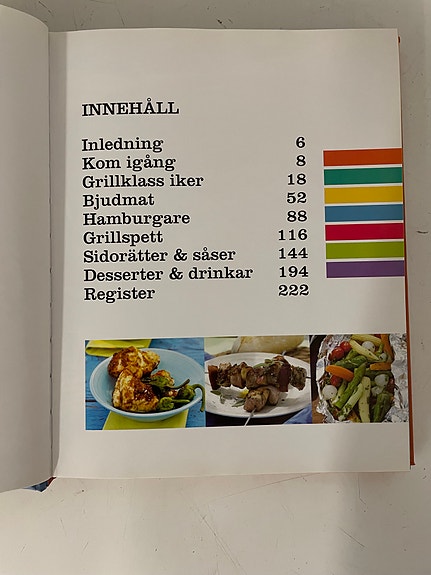 INNEHÅLL
Inledning 6
Kom igång 8
Grillklass iker 18
Bjudmat 52
Hamburgare 88
Grillspett 116
Sidorätter & såser 144
Desserter & drinkar 194
Register 222